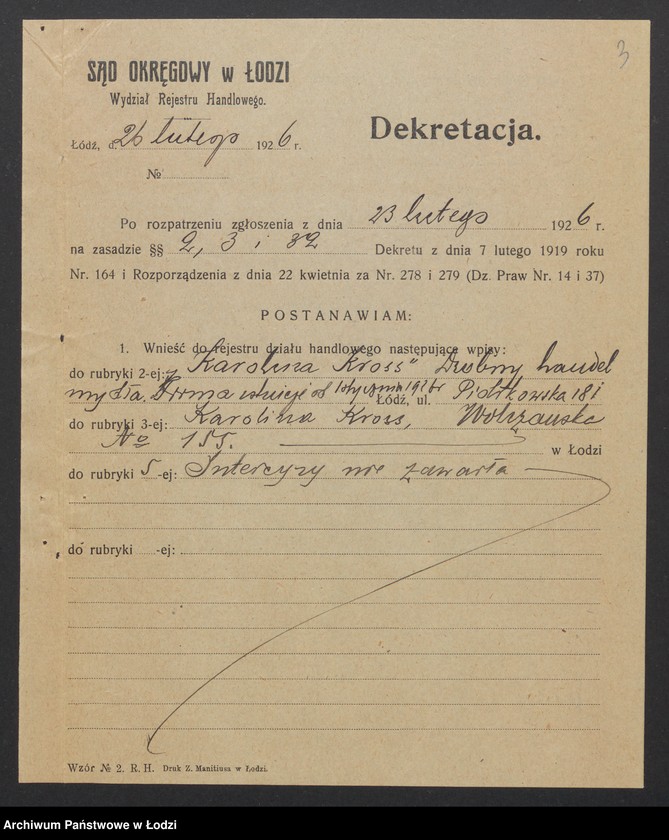 3
SĄD OKRĘGOWY w ŁODZI
Wydział Rejestru Handlowego.
Dekretacja.
Łódź, d. 26 lutego 1926 r.
№
Po rozpatrzeniu zgłoszenia z dnia 23 lutego 1926 r.
na zasadzie §§ 2, 3 i 32 Dekretu z dnia 7 lutego 1919 roku
Nr. 164 i Rozporządzenia z dnia 22 kwietnia za Nr. 278 i 279 (Dz. Praw Nr. 14 i 37)
POSTANAWIAM:
1. Wnieść do rejestru działu handlowego następujące wpisy:
do rubryki 2-ej: „Karolina Kross" Drobny handel
mydła, Firma istnieje od 1 stycznia Łódź, ul. Piotrkowska 181
do rubryki 3-ej: Karolina Kross, Wólczańska
№ 155. w Łodzi
do rubryki 5-ej: Intercyzy nie zawarła
do rubryki -ej:
Wzór № 2. R. H. Druk Z. Manitiusa w Łodzi.
Archiwum Państwowe w Łodzi